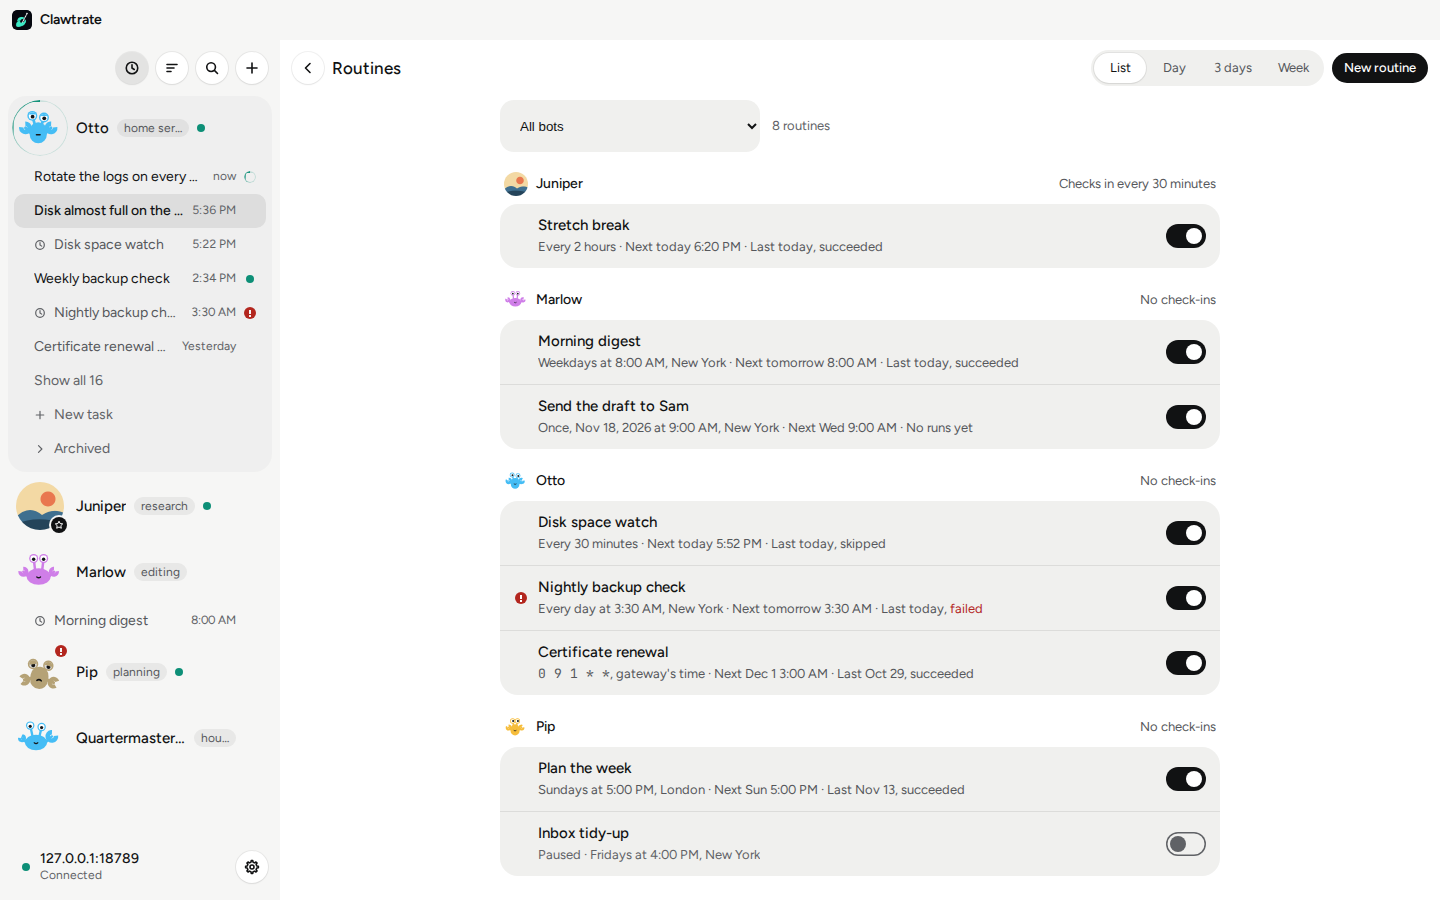 Clawtrate
Routines
List
Day
3 days
Week
New routine
Otto
home ser...
Rotate the logs on every ...
now
Disk almost full on the ...
5:36 PM
Disk space watch
5:22 PM
Weekly backup check
2:34 PM
Nightly backup ch...
3:30 AM
Certificate renewal ...
Yesterday
Show all 16
New task
Archived
Juniper
research
Marlow
editing
Morning digest
8:00 AM
Pip
planning
Quartermaster...
hou...
127.0.0.1:18789
Connected
All bots
8 routines
Juniper
Checks in every 30 minutes
Stretch break
Every 2 hours · Next today 6:20 PM · Last today, succeeded
Marlow
No check-ins
Morning digest
Weekdays at 8:00 AM, New York · Next tomorrow 8:00 AM · Last today, succeeded
Send the draft to Sam
Once, Nov 18, 2026 at 9:00 AM, New York · Next Wed 9:00 AM · No runs yet
Otto
No check-ins
Disk space watch
Every 30 minutes · Next today 5:52 PM · Last today, skipped
Nightly backup check
Every day at 3:30 AM, New York · Next tomorrow 3:30 AM · Last today, failed
Certificate renewal
0 9 1 * *, gateway's time · Next Dec 1 3:00 AM · Last Oct 29, succeeded
Pip
No check-ins
Plan the week
Sundays at 5:00 PM, London · Next Sun 5:00 PM · Last Nov 13, succeeded
Inbox tidy-up
Paused · Fridays at 4:00 PM, New York